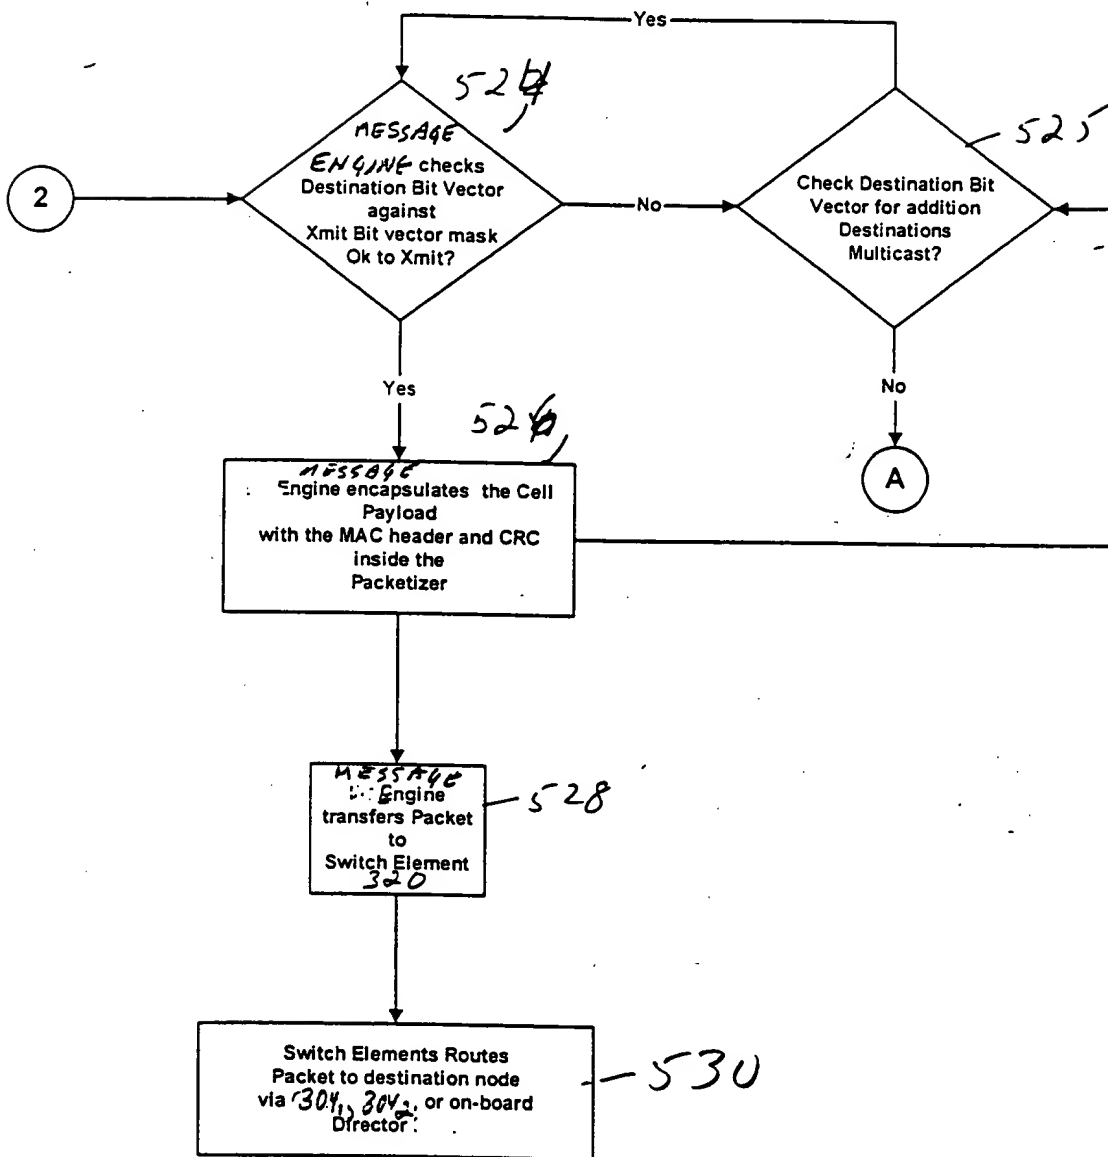 Yes
524
MESSAGE
ENGINE checks
Destination Bit Vector
against
Xmit Bit vector mask
Ok to Xmit?
2
No
525
Check Destination Bit
Vector for addition
Destinations
Multicast?
Yes
No
A
526
MESSAGE
Engine encapsulates the Cell
Payload
with the MAC header and CRC
inside the
Packetizer
MESSAGE
Engine
transfers Packet
to
Switch Element
320
528
Switch Elements Routes
Packet to destination node
via 304₁, 304₂ or on-board
Director
530